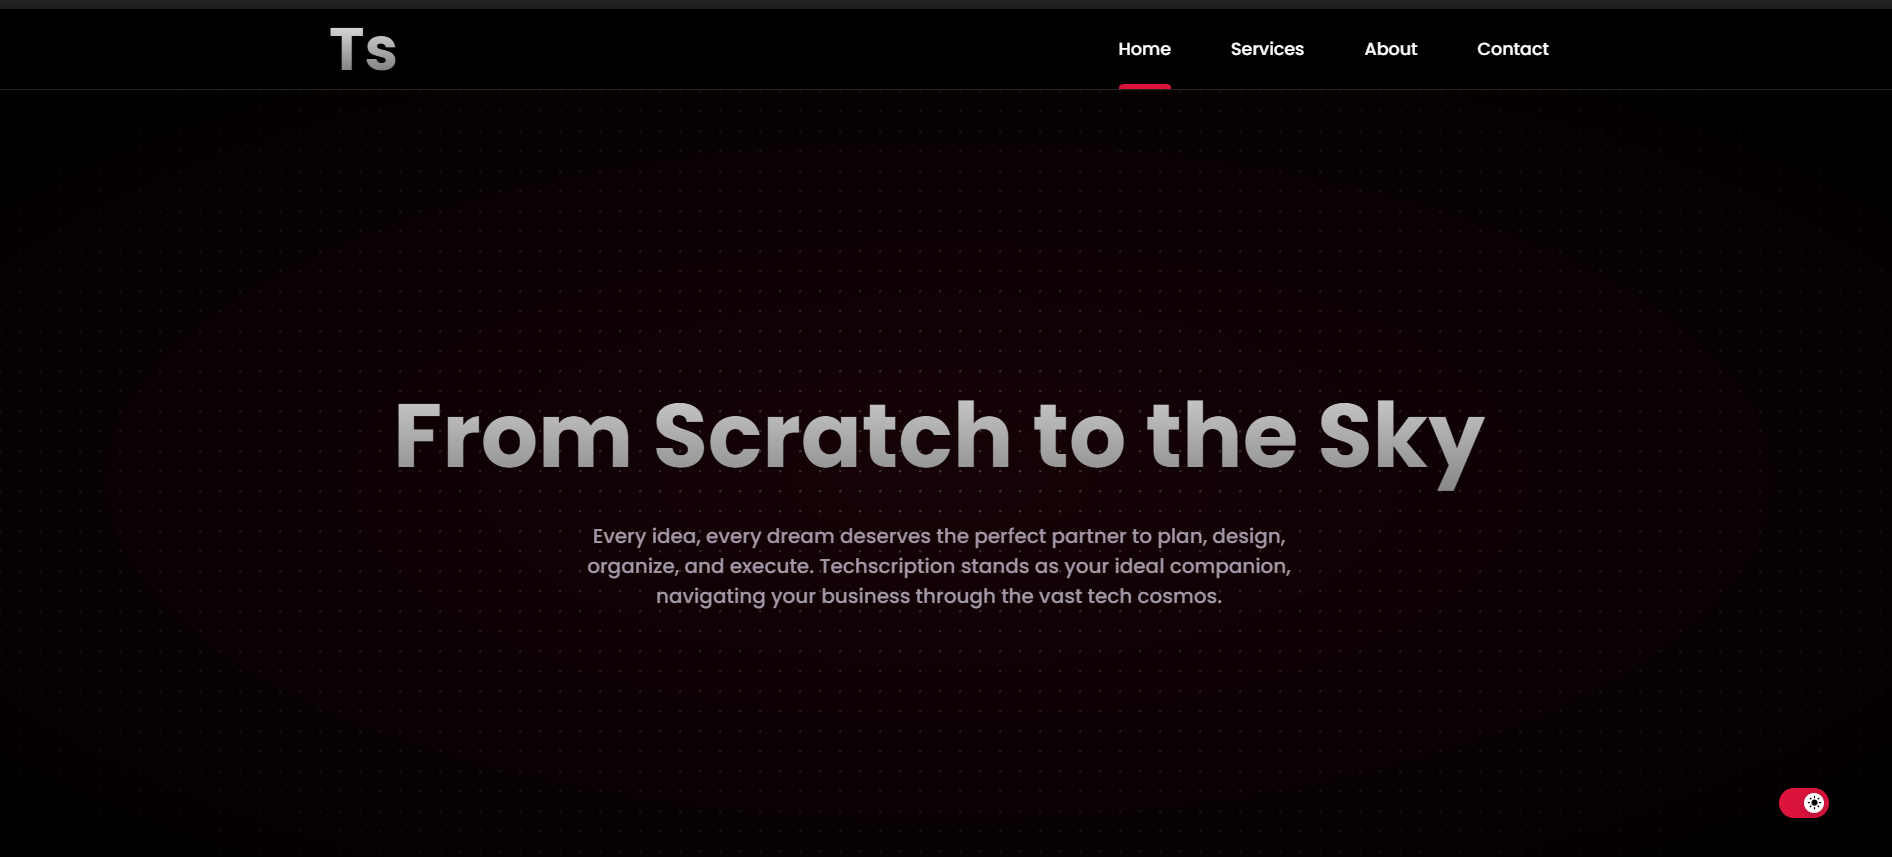 Ts
Home Services About Contact
From Scratch to the Sky
Every idea, every dream deserves the perfect partner to plan, design,
organize, and execute. Techscription stands as your ideal companion,
navigating your business through the vast tech cosmos.